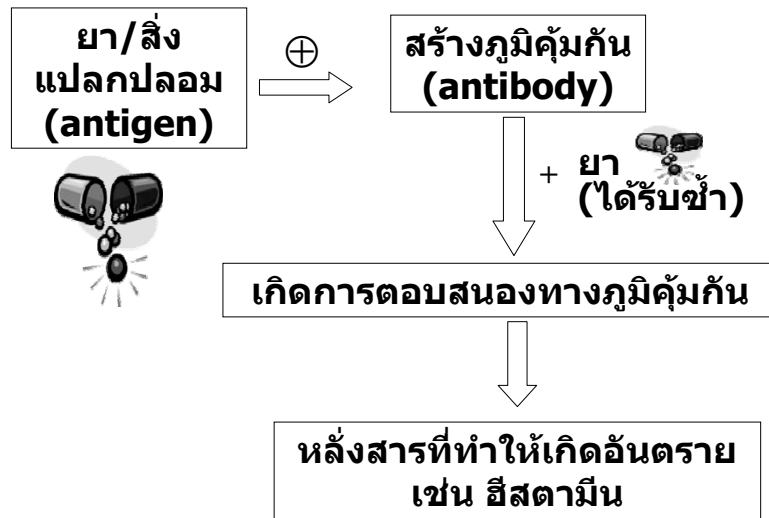 ยา/สิ่ง
แปลกปลอม
(antigen)
⊕
สร้างภูมิคุ้มกัน
(antibody)
+ ยา
(ได้รับซ้ำ)
เกิดการตอบสนองทางภูมิคุ้มกัน
หลั่งสารที่ทำให้เกิดอันตราย
เช่น ฮีสตามีน